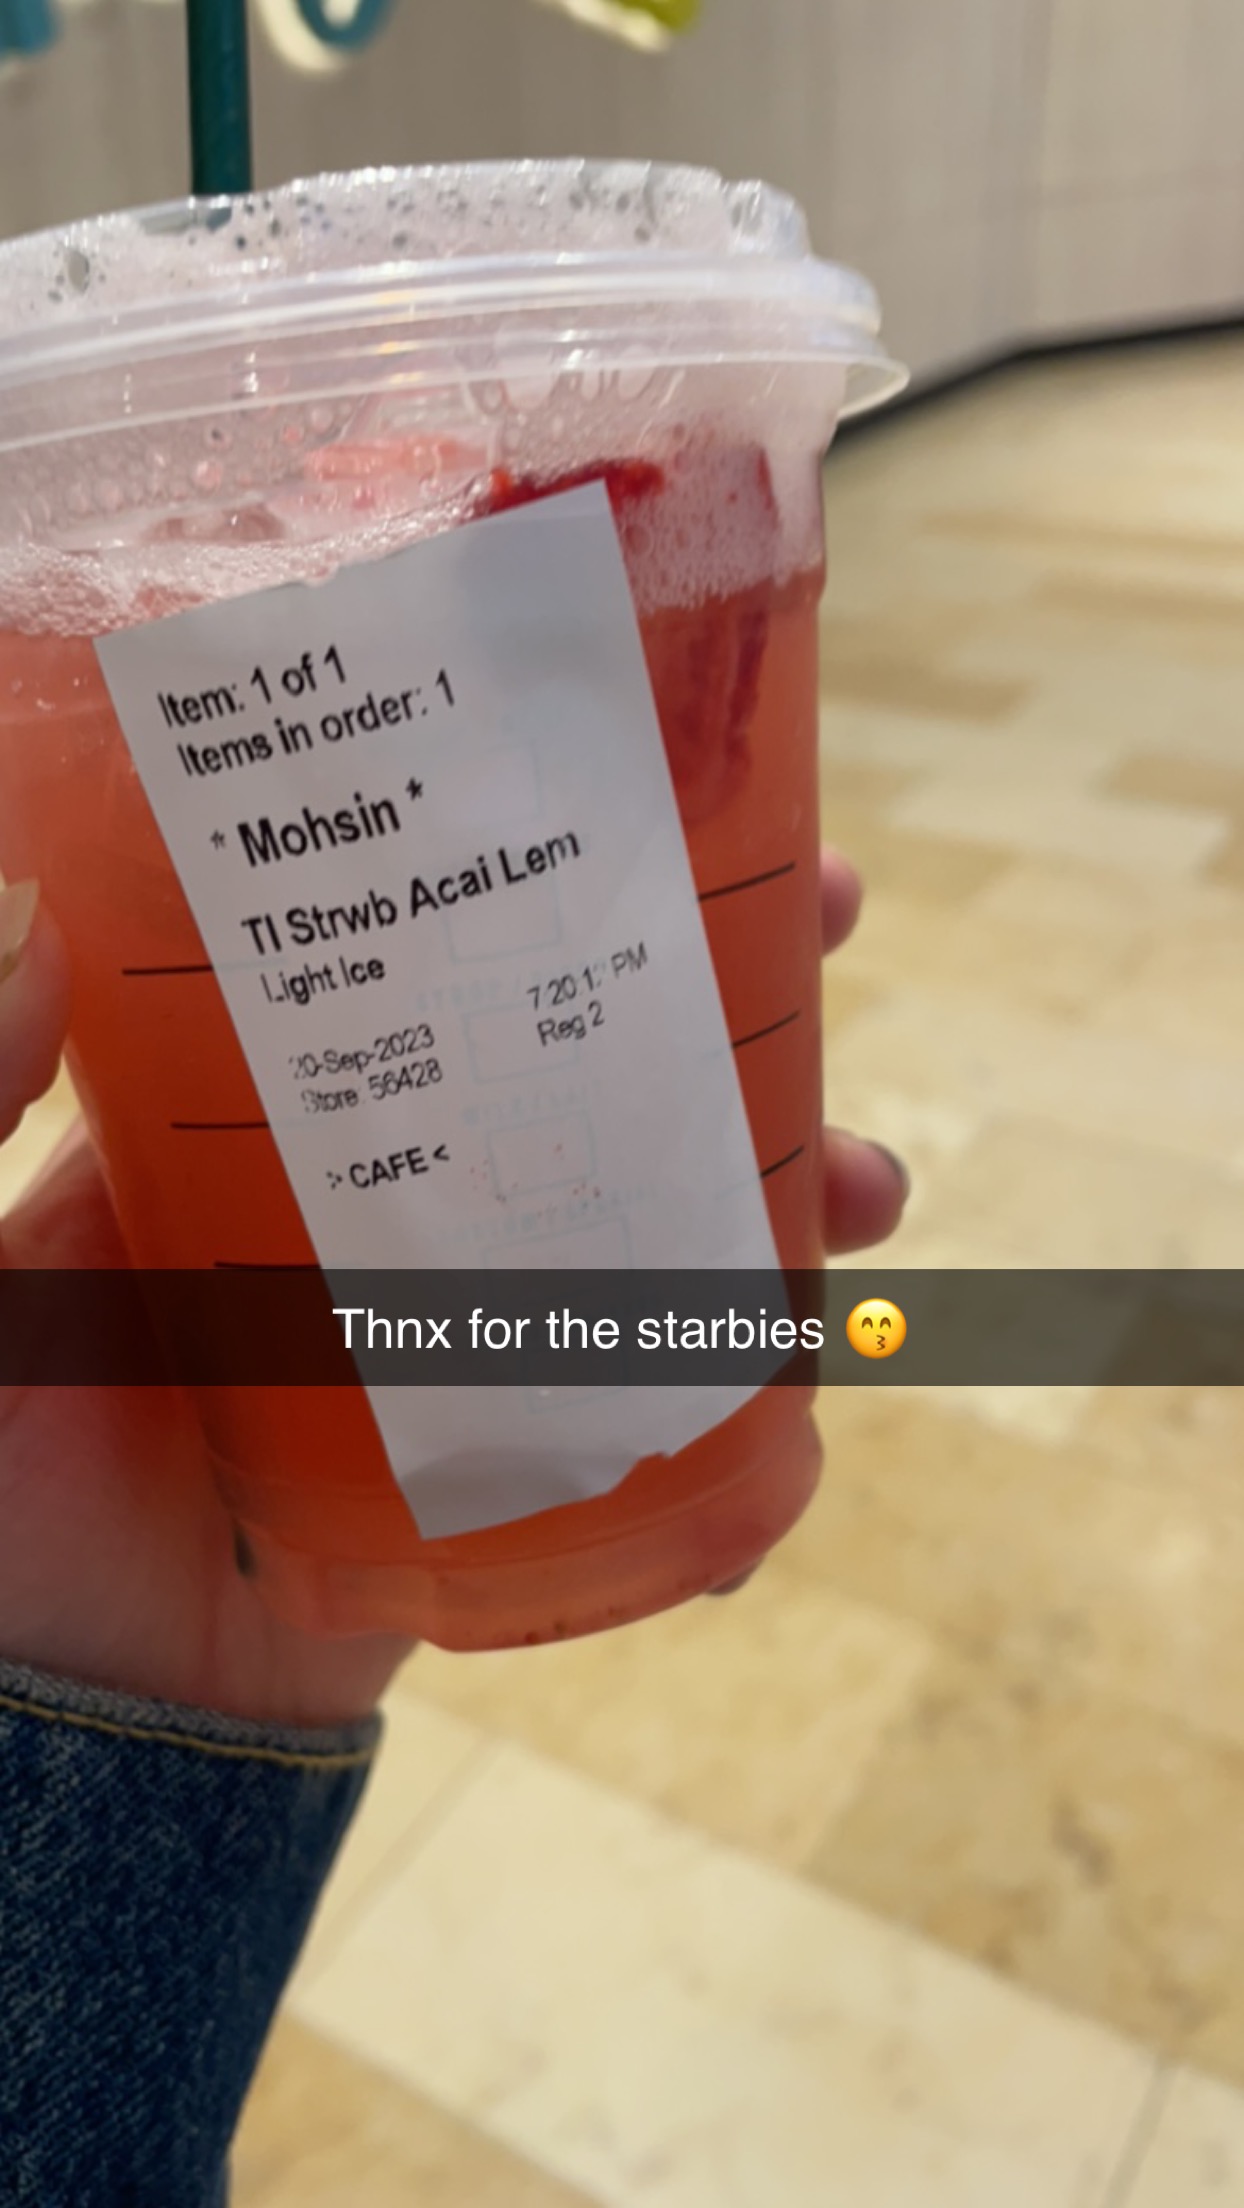 Item: 1 of 1
Items in order: 1
* Mohsin *
Tl Strwb Acai Lem
Light Ice
20-Sep-2023
PM
Store: 56428
Reg 2
> CAFE <
Thnx for the starbies 😙